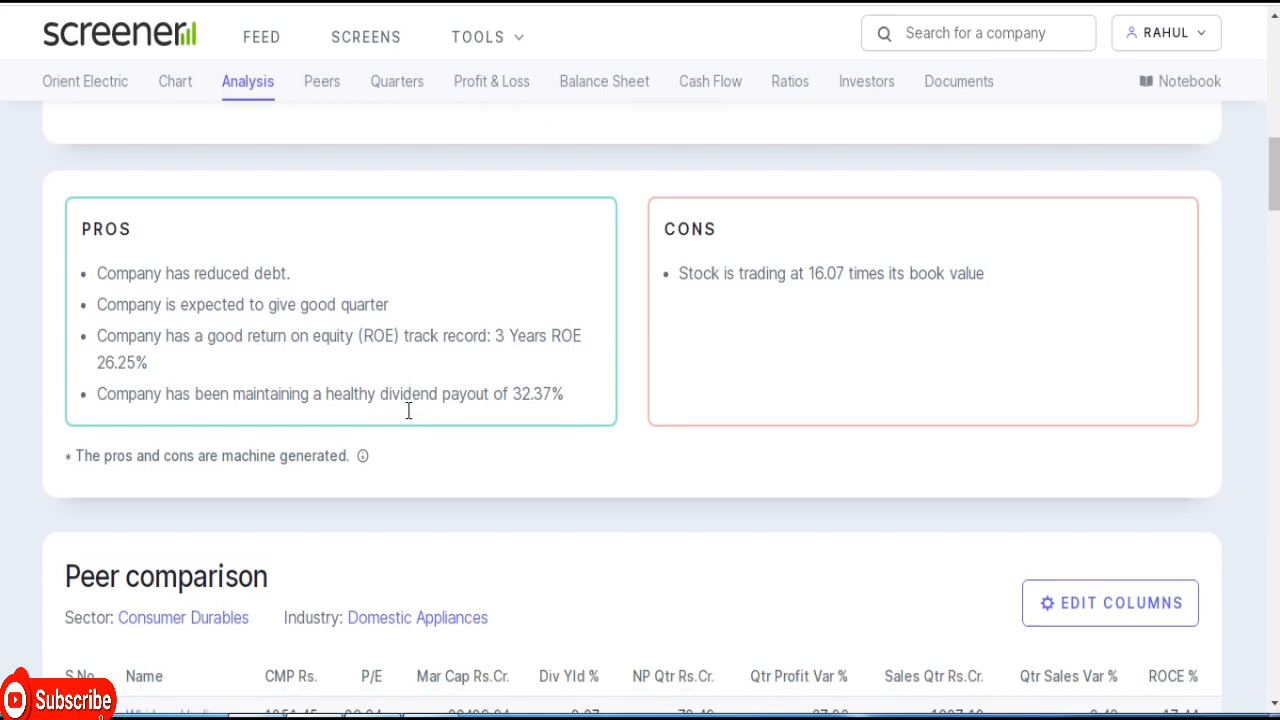 screener
FEED SCREENS TOOLS
Search for a company
RAHUL
Orient Electric Chart Analysis Peers Quarters Profit & Loss Balance Sheet Cash Flow Ratios Investors Documents Notebook
PROS
• Company has reduced debt.
• Company is expected to give good quarter
• Company has a good return on equity (ROE) track record: 3 Years ROE
26.25%
• Company has been maintaining a healthy dividend payout of 32.37%
CONS
• Stock is trading at 16.07 times its book value
* The pros and cons are machine generated.
Peer comparison
Sector: Consumer Durables Industry: Domestic Appliances
EDIT COLUMNS
S.No. Name CMP Rs. P/E Mar Cap Rs.Cr. Div Yld % NP Qtr Rs.Cr. Qtr Profit Var % Sales Qtr Rs.Cr. Qtr Sales Var % ROCE %
Subscribe